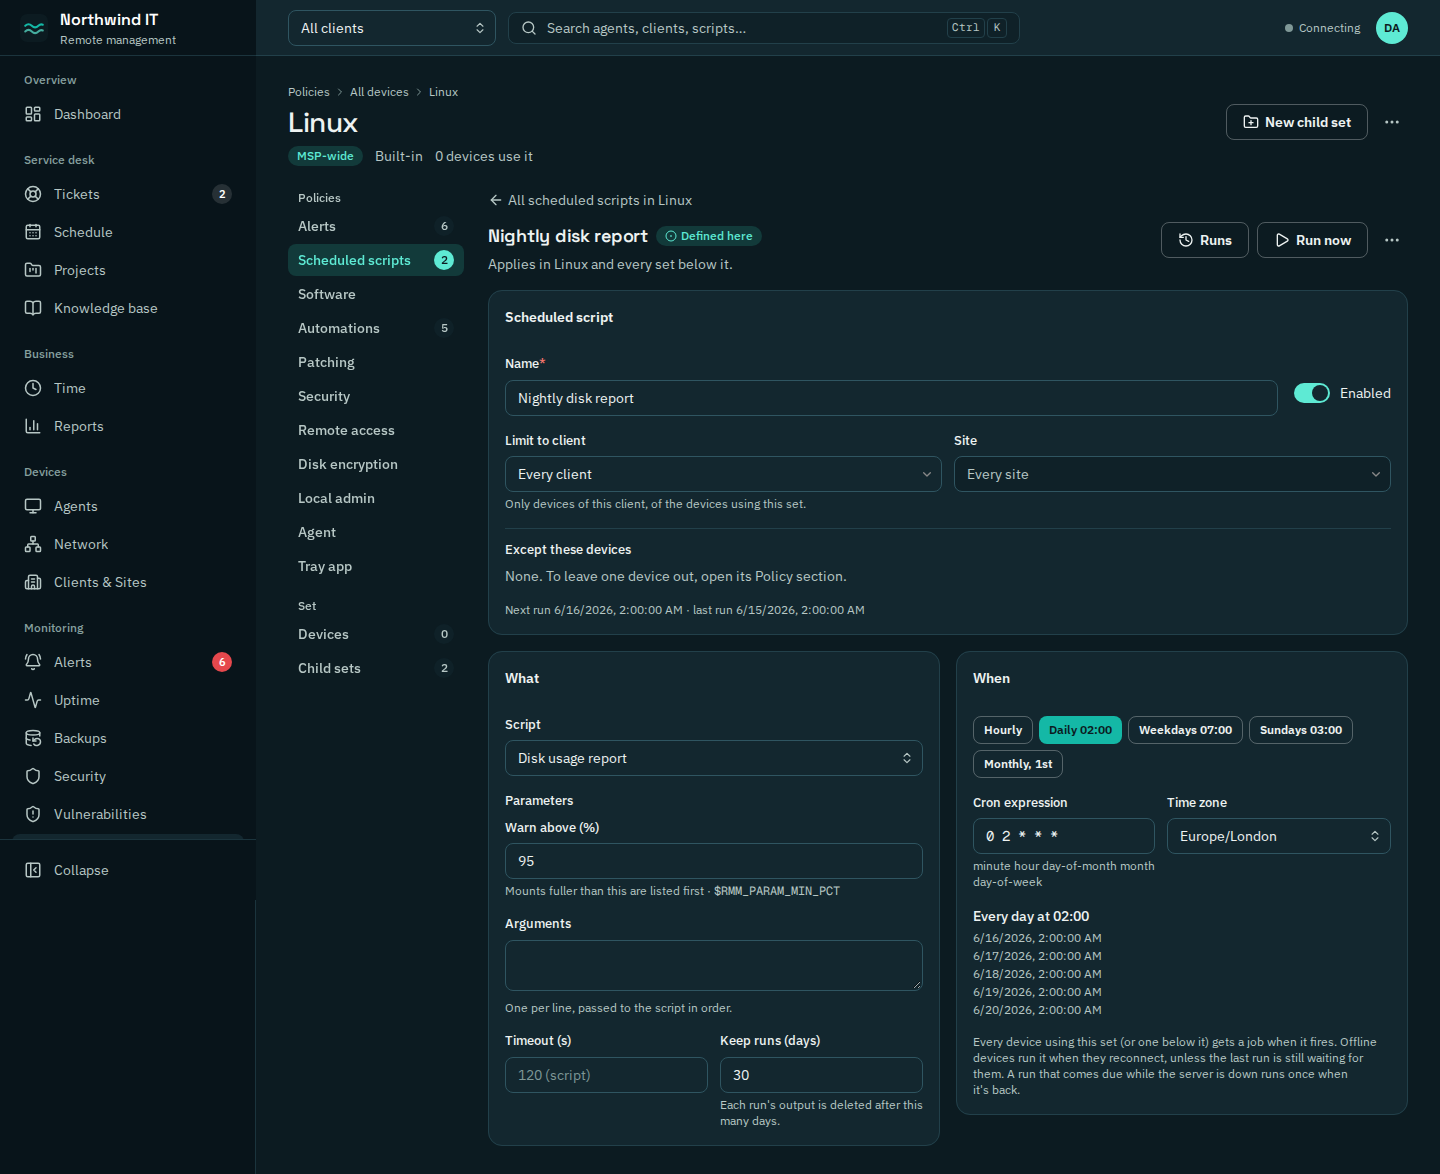 Northwind IT
Remote management
All clients
Search agents, clients, scripts...
Ctrl K
Connecting
DA
Overview
Dashboard
Service desk
Tickets 2
Schedule
Projects
Knowledge base
Business
Time
Reports
Devices
Agents
Network
Clients & Sites
Monitoring
Alerts 6
Uptime
Backups
Security
Vulnerabilities
Collapse
Policies > All devices > Linux
Linux
MSP-wide Built-in 0 devices use it
New child set
Policies
Alerts 6
Scheduled scripts 2
Software
Automations 5
Patching
Security
Remote access
Disk encryption
Local admin
Agent
Tray app
Set
Devices 0
Child sets 2
All scheduled scripts in Linux
Nightly disk report Defined here
Applies in Linux and every set below it.
Runs
Run now
Scheduled script
Name*
Nightly disk report
Enabled
Limit to client
Every client
Only devices of this client, of the devices using this set.
Site
Every site
Except these devices
None. To leave one device out, open its Policy section.
Next run 6/16/2026, 2:00:00 AM · last run 6/15/2026, 2:00:00 AM
What
Script
Disk usage report
Parameters
Warn above (%)
95
Mounts fuller than this are listed first · $RMM_PARAM_MIN_PCT
Arguments
One per line, passed to the script in order.
Timeout (s)
120 (script)
Keep runs (days)
30
Each run's output is deleted after this
many days.
When
Hourly
Daily 02:00
Weekdays 07:00
Sundays 03:00
Monthly, 1st
Cron expression
0 2 * * *
minute hour day-of-month month
day-of-week
Time zone
Europe/London
Every day at 02:00
6/16/2026, 2:00:00 AM
6/17/2026, 2:00:00 AM
6/18/2026, 2:00:00 AM
6/19/2026, 2:00:00 AM
6/20/2026, 2:00:00 AM
Every device using this set (or one below it) gets a job when it fires. Offline
devices run it when they reconnect, unless the last run is still waiting for
them. A run that comes due while the server is down runs once when
it's back.